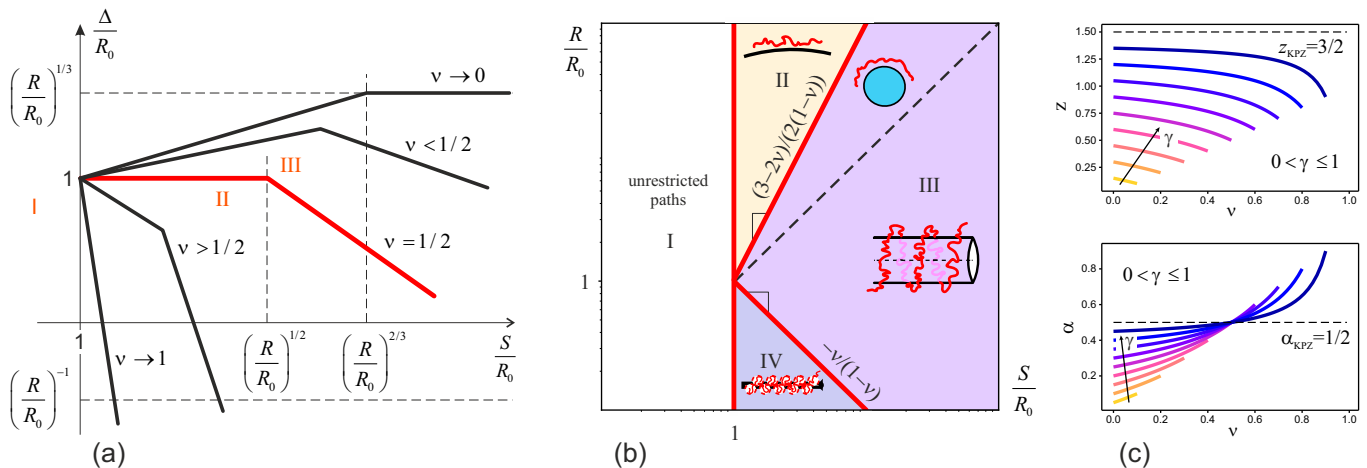 Δ
R₀
(R/R₀)^{1/3}
ν → 0
ν < 1/2
1
III
I
II
ν > 1/2
ν = 1/2
1
(R/R₀)^{1/2}
(R/R₀)^{2/3}
S
R₀
ν → 1
(R/R₀)^{−1}
(a)
R
R₀
II
(3−2ν)/(2(1−ν))
unrestricted
paths
I
III
1
IV
−ν/(1−ν)
S
R₀
1
(b)
1.50
z_KPZ=3/2
1.25
1.00
z
0.75
0.50
γ
0.25
0 < γ ≤ 1
0.0 0.2 0.4 0.6 0.8 1.0
ν
0 < γ ≤ 1
0.8
0.6
α
0.4
γ
α_KPZ=1/2
0.2
0.0 0.2 0.4 0.6 0.8 1.0
ν
(c)